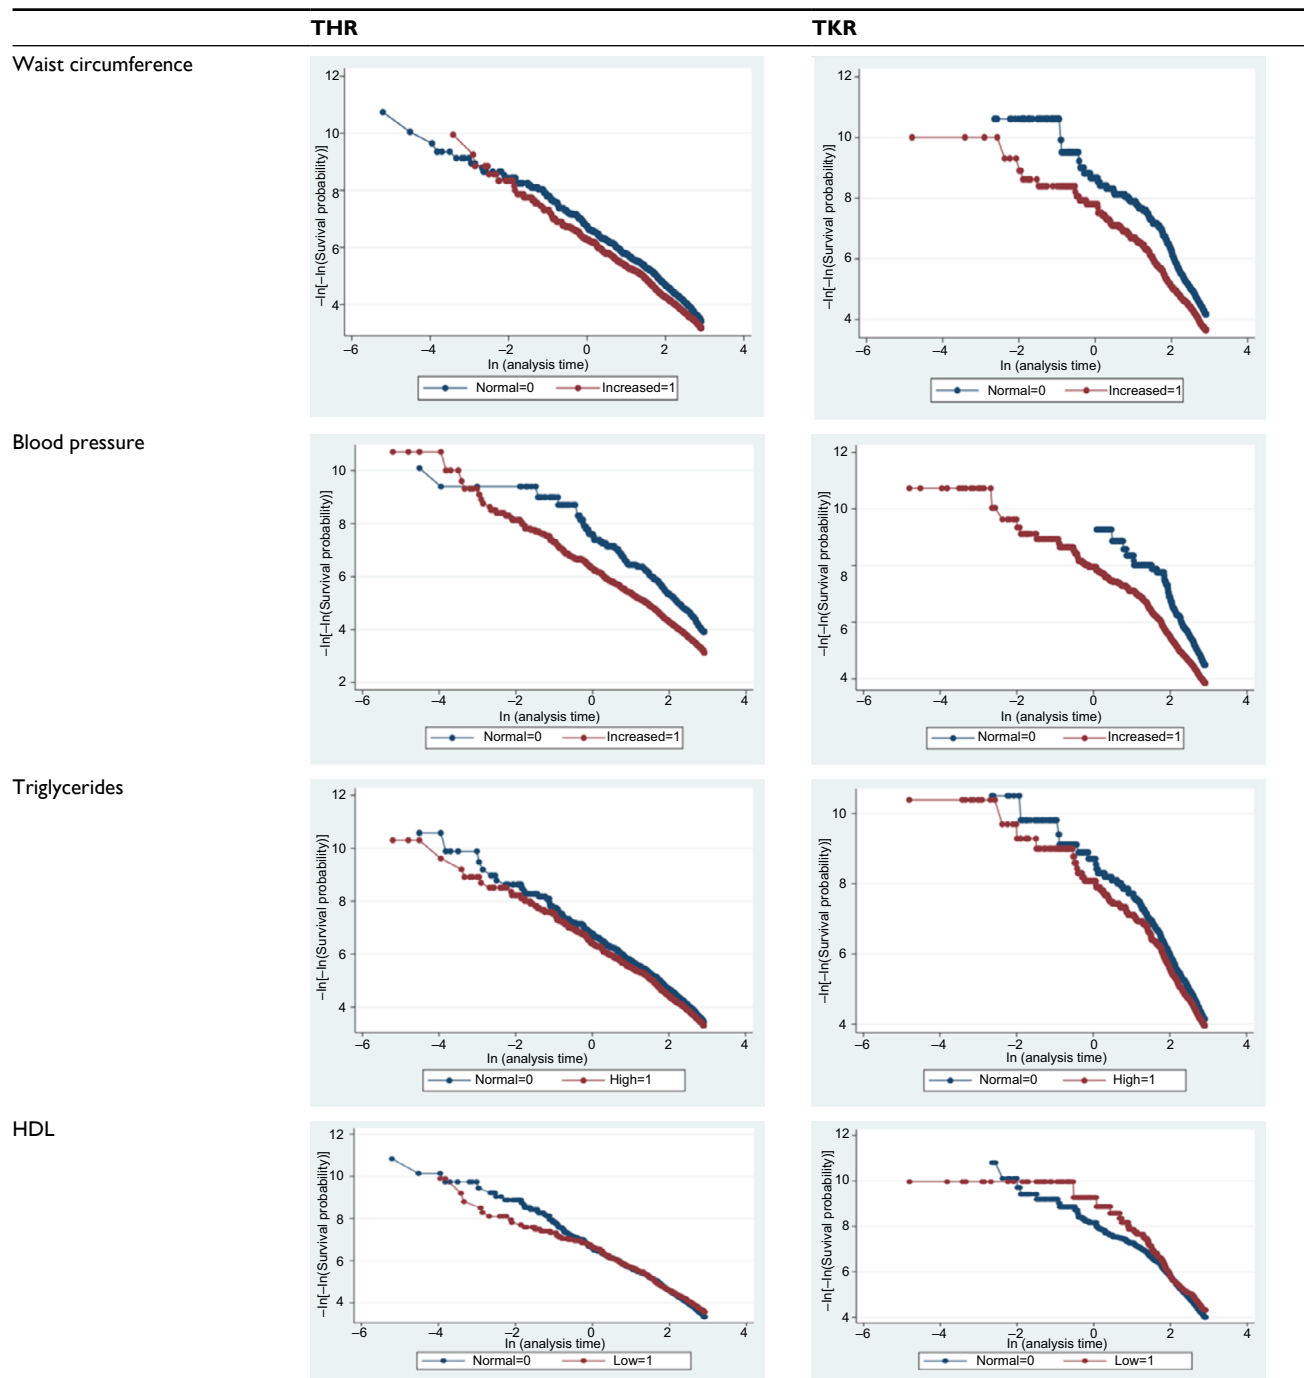 THR TKR
Waist circumference
12
10
8
6
4
–6 –4 –2 0 2 4
–ln[–ln(Suvival probability)]
ln (analysis time)
Normal=0 Increased=1
12
10
8
6
4
–6 –4 –2 0 2 4
–ln[–ln(Survival probability)]
ln (analysis time)
Normal=0 Increased=1
Blood pressure
10
8
6
4
2
–6 –4 –2 0 2 4
–ln[–ln(Survival probability)]
ln (analysis time)
Normal=0 Increased=1
12
10
8
6
4
–6 –4 –2 0 2 4
–ln[–ln(Survival probability)]
ln (analysis time)
Normal=0 Increased=1
Triglycerides
12
10
8
6
4
–6 –4 –2 0 2 4
–ln[–ln(Survival probability)]
ln (analysis time)
Normal=0 High=1
10
8
6
4
–6 –4 –2 0 2 4
–ln[–ln(Survival probability)]
ln (analysis time)
Normal=0 High=1
HDL
12
10
8
6
4
–6 –4 –2 0 2 4
–ln[–ln(Survival probability)]
ln (analysis time)
Normal=0 Low=1
12
10
8
6
4
–6 –4 –2 0 2 4
–ln[–ln(Suvival probability)]
ln (analysis time)
Normal=0 Low=1